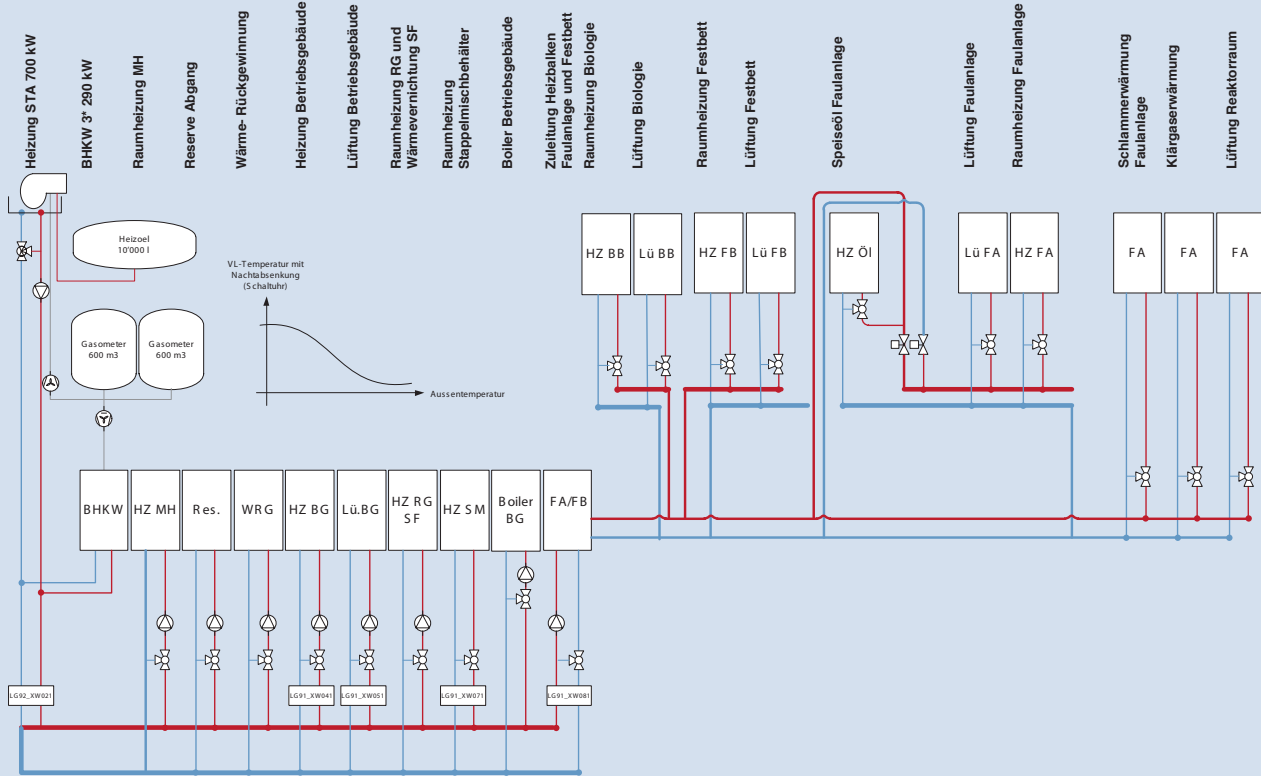 Heizung STA 700 kW
BHKW 3* 290 kW
Raumheizung MH
Reserve Abgang
Wärme- Rückgewinnung
Heizung Betriebsgebäude
Lüftung Betriebsgebäude
Raumheizung RG und
Wärmevernichtung SF
Raumheizung
Stappelmischbehälter
Boiler Betriebsgebäude
Zuleitung Heizbalken
Faulanlage und Festbett
Raumheizung Biologie
Lüftung Biologie
Raumheizung Festbett
Lüftung Festbett
Speiseöl Faulanlage
Lüftung Faulanlage
Raumheizung Faulanlage
Schlammerwärmung
Faulanlage
Klärgaserwärmung
Lüftung Reaktorraum
Heizoel
10'000 l
VL-Temperatur mit
Nachtabsenkung
(Schaltuhr)
Aussentemperatur
Gasometer
600 m3
Gasometer
600 m3
HZ BB
Lü BB
HZ FB
Lü FB
HZ Öl
Lü FA
HZ FA
FA
FA
FA
BHKW
HZ MH
Res.
WRG
HZ BG
Lü.BG
HZ RG
SF
HZ SM
Boiler
BG
FA/FB
LG92_XW021
LG91_XW041
LG91_XW051
LG91_XW071
LG91_XW081